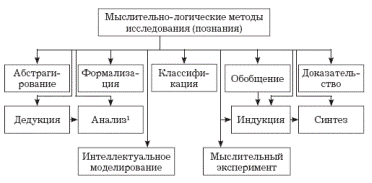 Мыслительно-логические методы
исследования (познания)
Абстраги-
рование
Формализа-
ция
Классифи-
кация
Обобщение
Доказатель-
ство
Дедукция
Анализ¹
Индукция
Синтез
Интеллектуальное
моделирование
Мыслительный
эксперимент